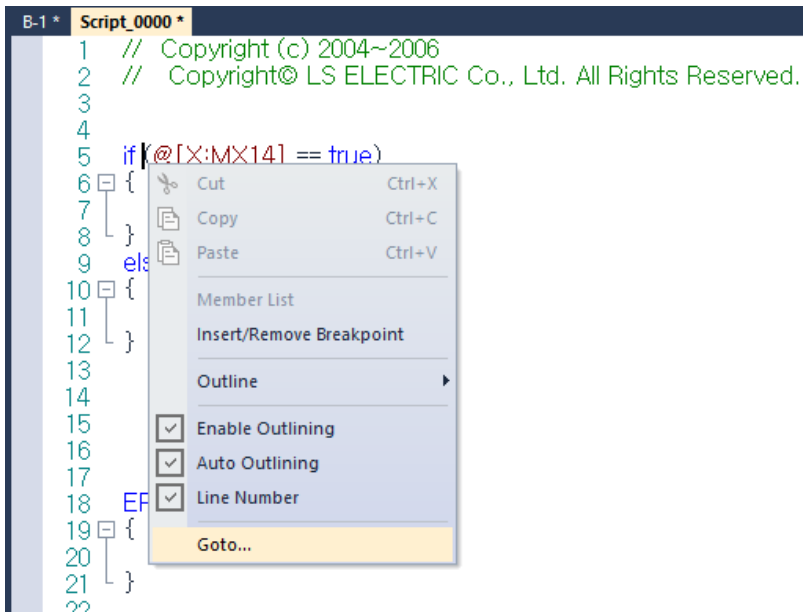 B-1 * Script_0000 *
1 // Copyright (c) 2004~2006
2 // Copyright© LS ELECTRIC Co., Ltd. All Rights Reserved.
3
4
5 if (@[X:MX14] == true)
6 {
7
8 }
9 els
10 {
11
12 }
13
14
15
16
17
18
19 {
20
21 }
22
Cut Ctrl+X
Copy Ctrl+C
Paste Ctrl+V
Member List
Insert/Remove Breakpoint
Outline
Enable Outlining
Auto Outlining
Line Number
Goto...